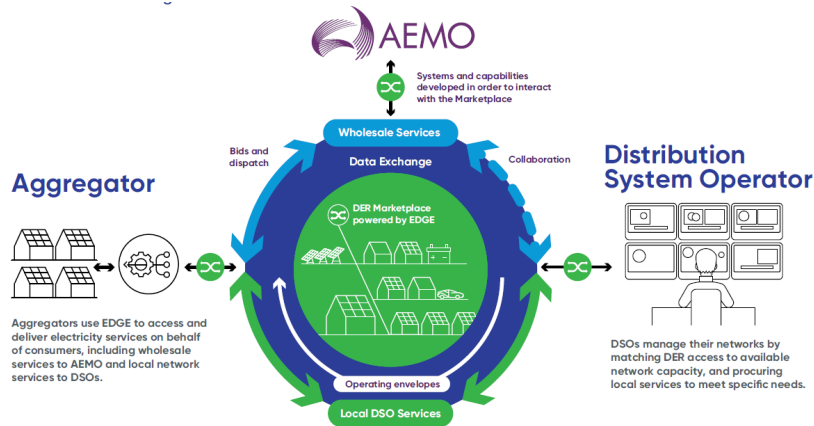 AEMO
Systems and capabilities
developed in order to interact
with the Marketplace
Wholesale Services
Bids and
dispatch
Data Exchange
Collaboration
Aggregator
Distribution
System Operator
DER Marketplace
powered by EDGE
Aggregators use EDGE to access and
deliver electricity services on behalf
of consumers, including wholesale
services to AEMO and local network
services to DSOs.
DSOs manage their networks by
matching DER access to available
network capacity, and procuring
local services to meet specific needs.
Operating envelopes
Local DSO Services